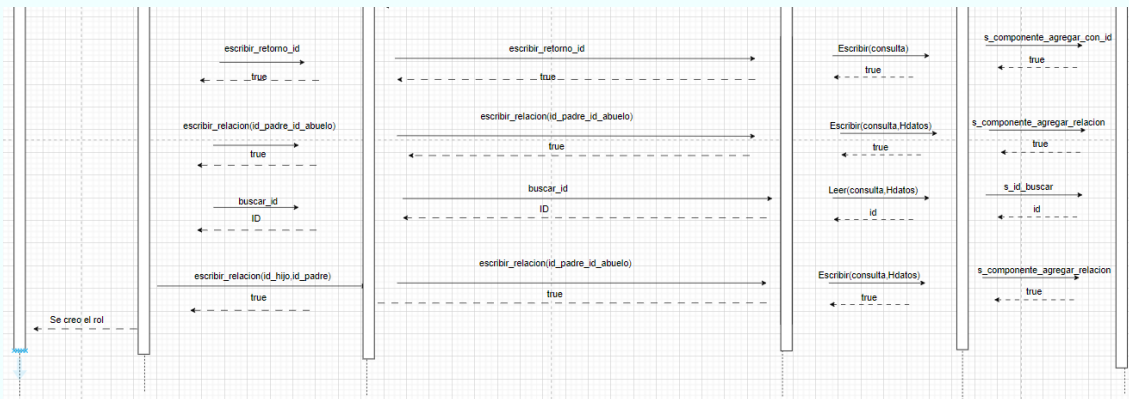 escribir_retorno_id
escribir_retorno_id
Escribir(consulta)
s_componente_agregar_con_id
true
true
true
true
escribir_relacion(id_padre_id_abuelo)
escribir_relacion(id_padre_id_abuelo)
Escribir(consulta,Hdatos)
s_componente_agregar_relacion
true
true
true
true
buscar_id
buscar_id
Leer(consulta,Hdatos)
s_id_buscar
ID
ID
id
id
escribir_relacion(id_hijo,id_padre)
escribir_relacion(id_padre_id_abuelo)
Escribir(consulta,Hdatos)
s_componente_agregar_relacion
true
true
true
true
Se creo el rol